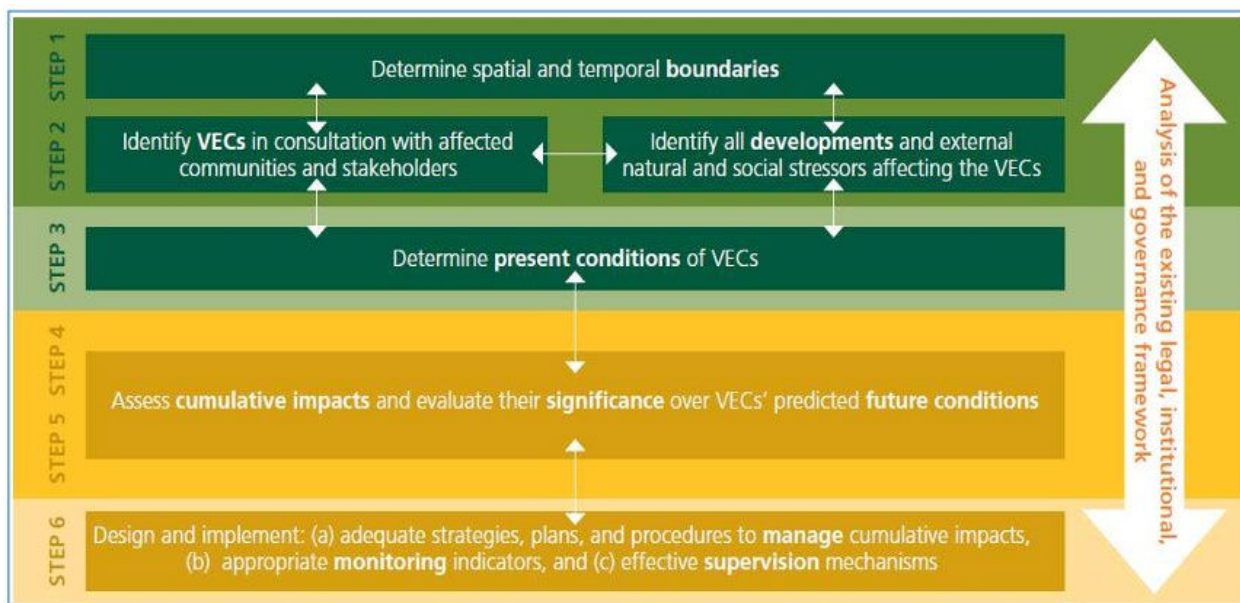 STEP 1
Determine spatial and temporal boundaries
STEP 2
Identify VECs in consultation with affected
communities and stakeholders
Identify all developments and external
natural and social stressors affecting the VECs
STEP 3
Determine present conditions of VECs
STEP 4
STEP 5
Assess cumulative impacts and evaluate their significance over VECs' predicted future conditions
STEP 6
Design and implement: (a) adequate strategies, plans, and procedures to manage cumulative impacts,
(b) appropriate monitoring indicators, and (c) effective supervision mechanisms
Analysis of the existing legal, institutional,
and governance framework